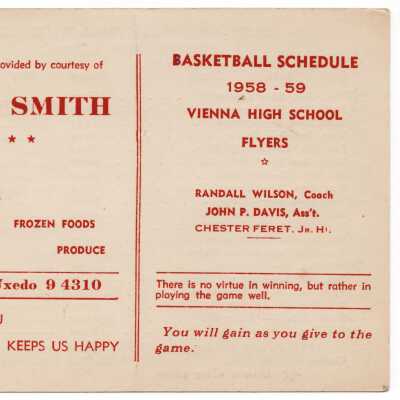 rovided by courtesy of
SMITH
★ ★
FROZEN FOODS
PRODUCE
Uxedo 9 4310
U
KEEPS US HAPPY
BASKETBALL SCHEDULE
1958 - 59
VIENNA HIGH SCHOOL
FLYERS
☆
RANDALL WILSON, Coach
JOHN P. DAVIS, Ass't.
CHESTER FERET, Jr. Hi.
There is no virtue in winning, but rather in
playing the game well.
You will gain as you give to the
game.